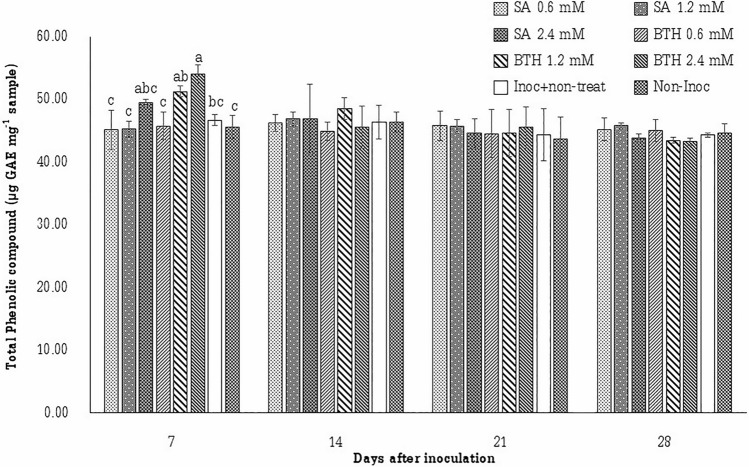 SA 0.6 mM SA 1.2 mM
SA 2.4 mM BTH 0.6 mM
BTH 1.2 mM BTH 2.4 mM
Inoc+non-treat Non-Inoc
Total Phenolic compound (µg GAE mg⁻¹ sample)
60.00
50.00
40.00
30.00
20.00
10.00
0.00
c c abc c ab a bc c
7 14 21 28
Days after inoculation